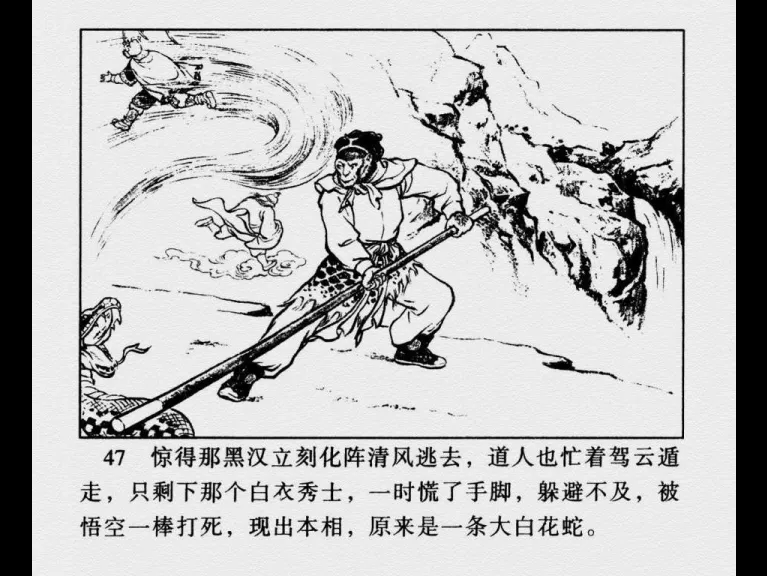 47 惊得那黑汉立刻化阵清风逃去，道人也忙着驾云遁
走，只剩下那个白衣秀士，一时慌了手脚，躲避不及，被
悟空一棒打死，现出本相，原来是一条大白花蛇。